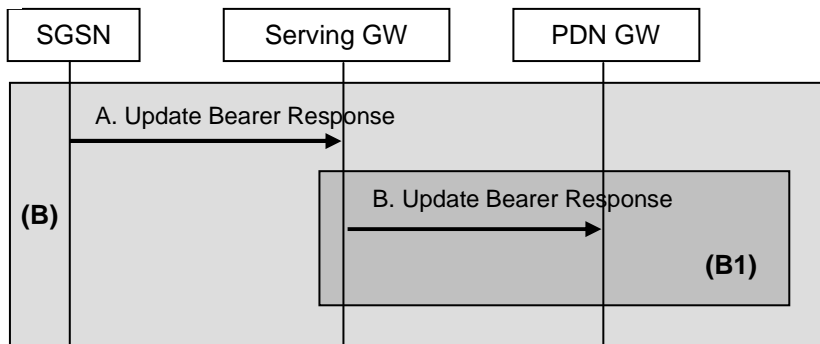 SGSN
Serving GW
PDN GW
A. Update Bearer Response
B. Update Bearer Response
(B)
(B1)